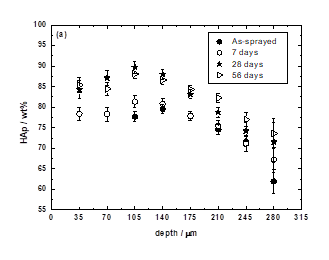 100
95
90
85
80
75
70
65
60
55
HAp / wt%
(a)
As-sprayed
7 days
28 days
56 days
0 35 70 105 140 175 210 245 280 315
depth / μm